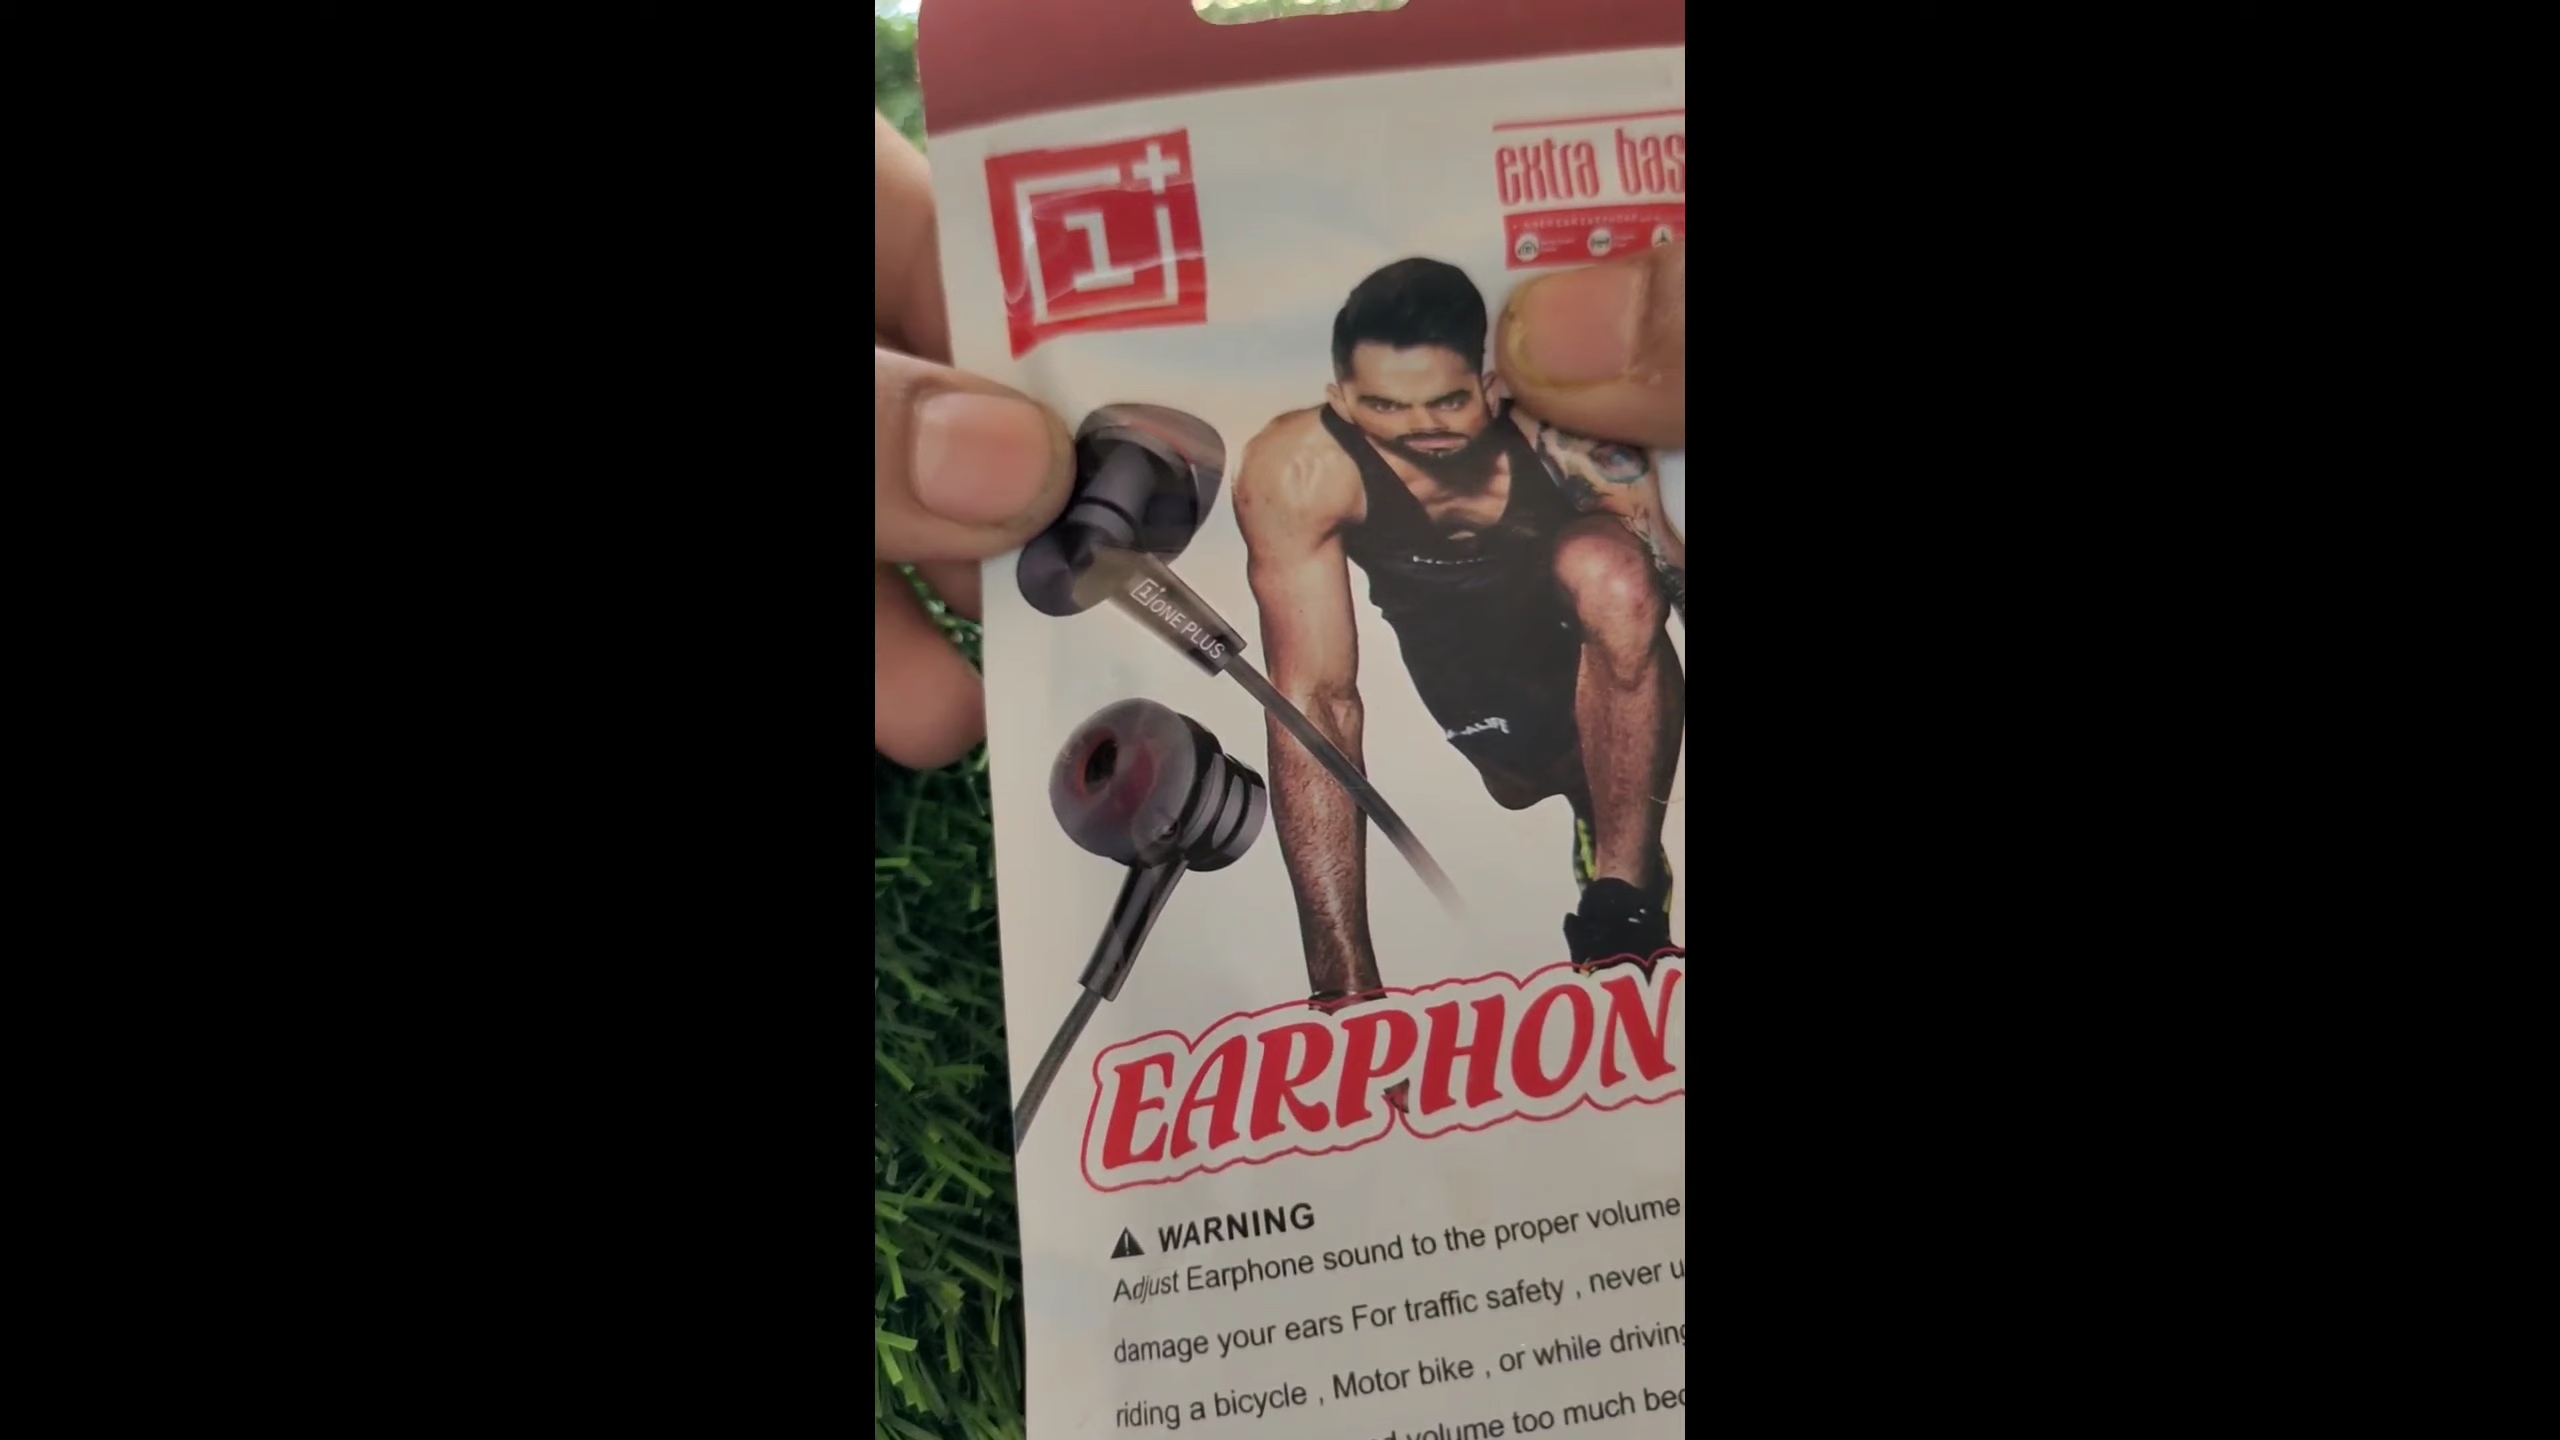 1+
extra bas
1+ ONE PLUS
EARPHON
WARNING
Adjust Earphone sound to the proper volume
damage your ears For traffic safety , never u
riding a bicycle , Motor bike , or while driving
volume too much bec